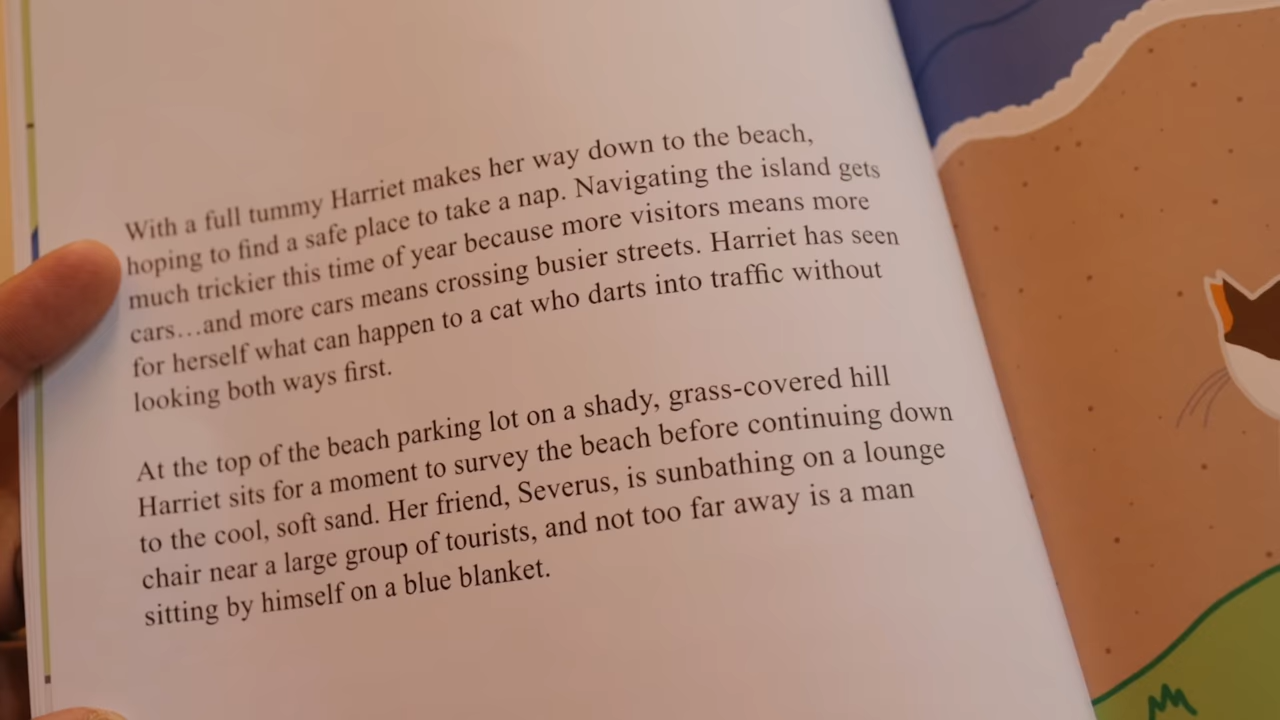 With a full tummy Harriet makes her way down to the beach,
hoping to find a safe place to take a nap. Navigating the island gets
much trickier this time of year because more visitors means more
cars…and more cars means crossing busier streets. Harriet has seen
for herself what can happen to a cat who darts into traffic without
looking both ways first.
At the top of the beach parking lot on a shady, grass-covered hill
Harriet sits for a moment to survey the beach before continuing down
to the cool, soft sand. Her friend, Severus, is sunbathing on a lounge
chair near a large group of tourists, and not too far away is a man
sitting by himself on a blue blanket.